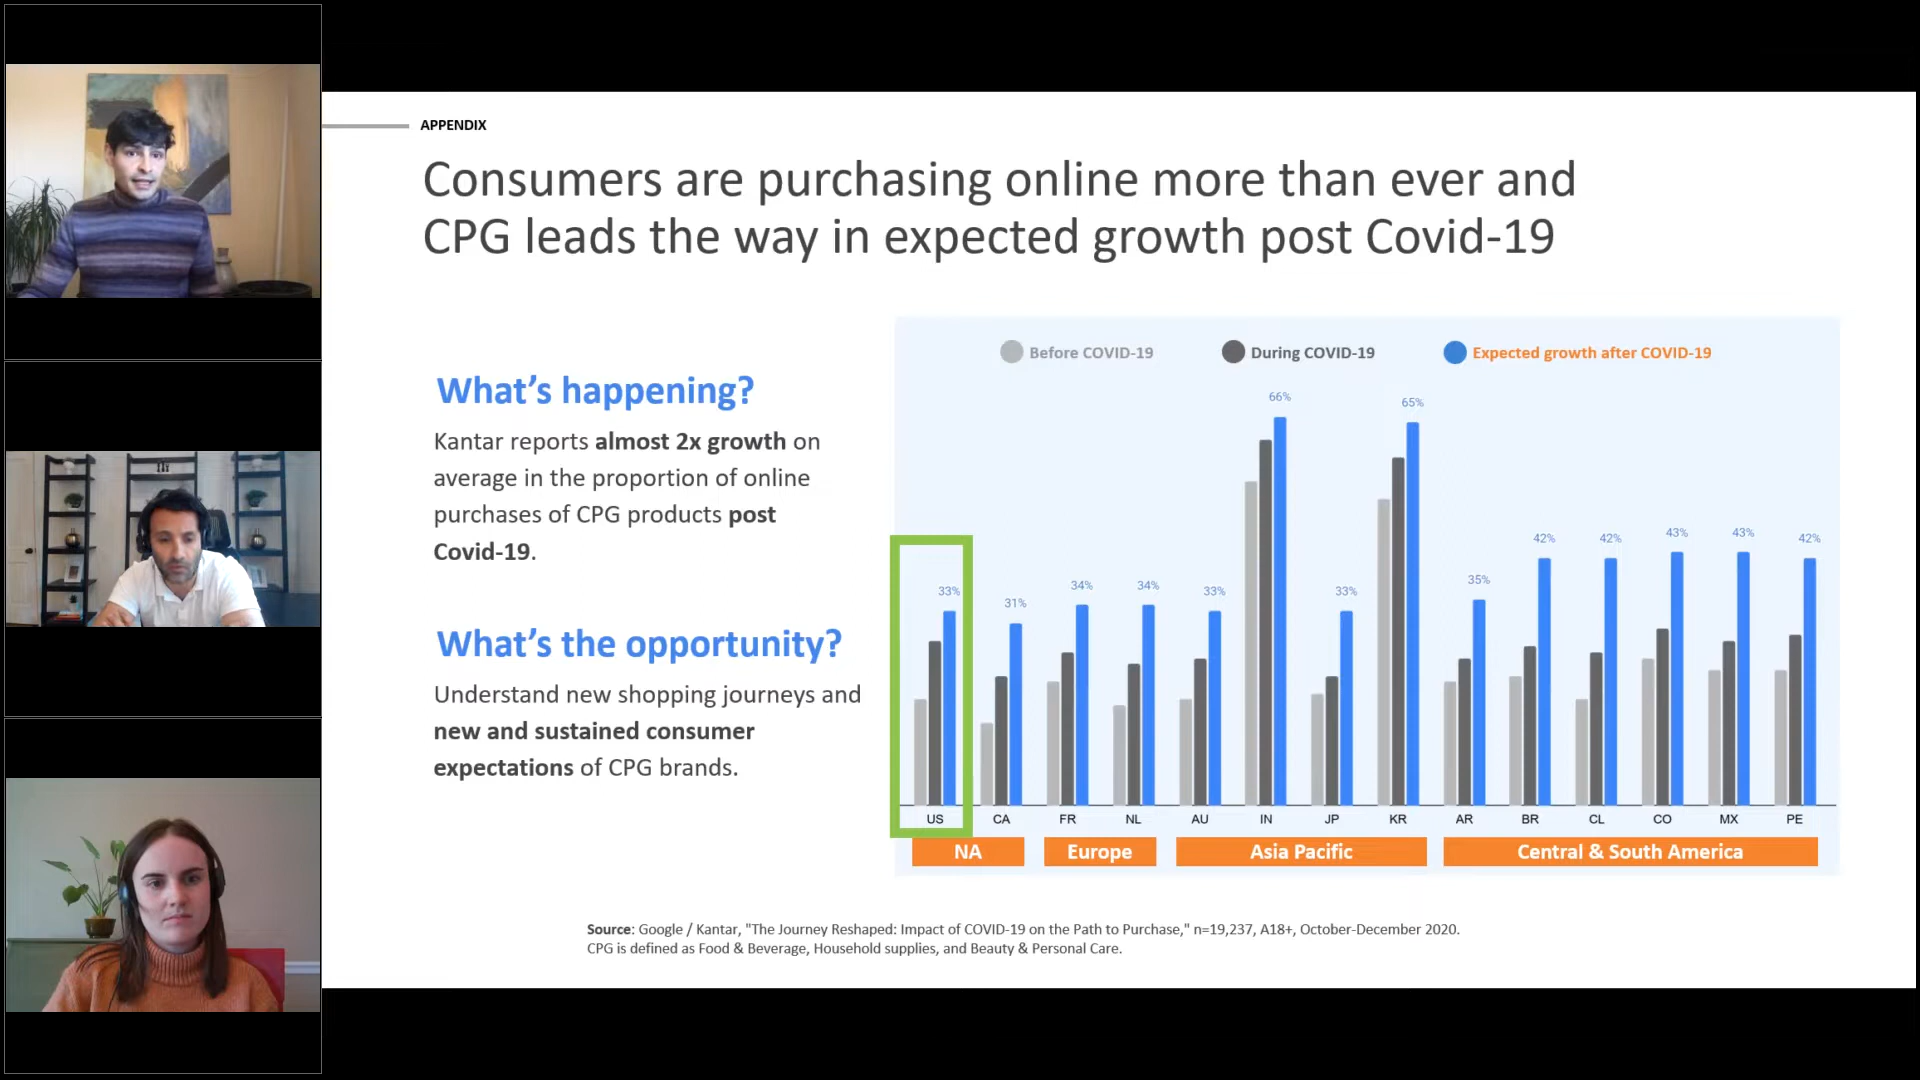 APPENDIX
Consumers are purchasing online more than ever and
CPG leads the way in expected growth post Covid-19
What’s happening?
Kantar reports almost 2x growth on
average in the proportion of online
purchases of CPG products post
Covid-19.
What’s the opportunity?
Understand new shopping journeys and
new and sustained consumer
expectations of CPG brands.
Before COVID-19 During COVID-19 Expected growth after COVID-19
33% 31% 34% 34% 33% 66% 33% 65% 35% 42% 42% 43% 43% 42%
US CA FR NL AU IN JP KR AR BR CL CO MX PE
NA Europe Asia Pacific Central & South America
Source: Google / Kantar, "The Journey Reshaped: Impact of COVID-19 on the Path to Purchase," n=19,237, A18+, October-December 2020.
CPG is defined as Food & Beverage, Household supplies, and Beauty & Personal Care.